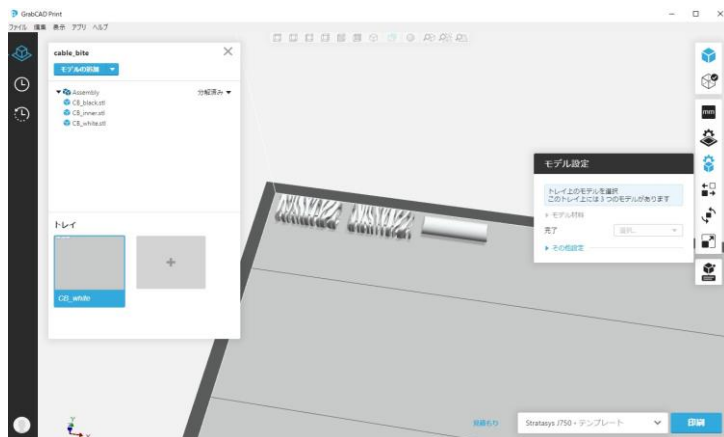 GrabCAD Print
ファイル 編集 表示 アプリ ヘルプ
cable_bite
モデルの追加
Assembly
分解済み
CB_black.stl
CB_inner.stl
CB_white.stl
トレイ
CB_white
モデル設定
トレイ上のモデルを選択
このトレイ上には 3 つのモデルがあります
モデル材料
完了
選択...
その他設定
mm
見積もり
Stratasys J750 - テンプレート
印刷
Z
X